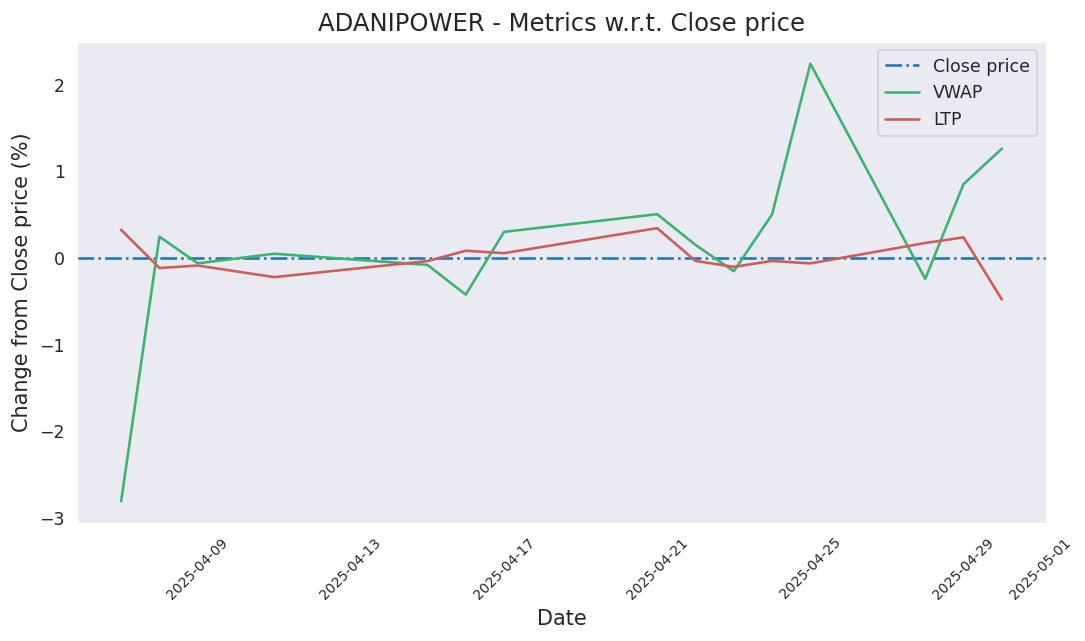 ADANIPOWER - Metrics w.r.t. Close price
Close price
VWAP
LTP
Change from Close price (%)
2
1
0
−1
−2
−3
2025-04-09
2025-04-13
2025-04-17
2025-04-21
2025-04-25
2025-04-29
2025-05-01
Date